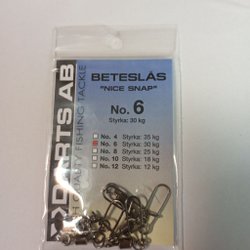 BETESLÅS
"NICE SNAP"
No. 6
Styrka: 30 kg
No. 4 Styrka: 35 kg
No. 6 Styrka: 30 kg
No. 8 Styrka: 25 kg
No. 10 Styrka: 18 kg
No. 12 Styrka: 12 kg
DARTS AB
QUALITY FISHING TACKLE